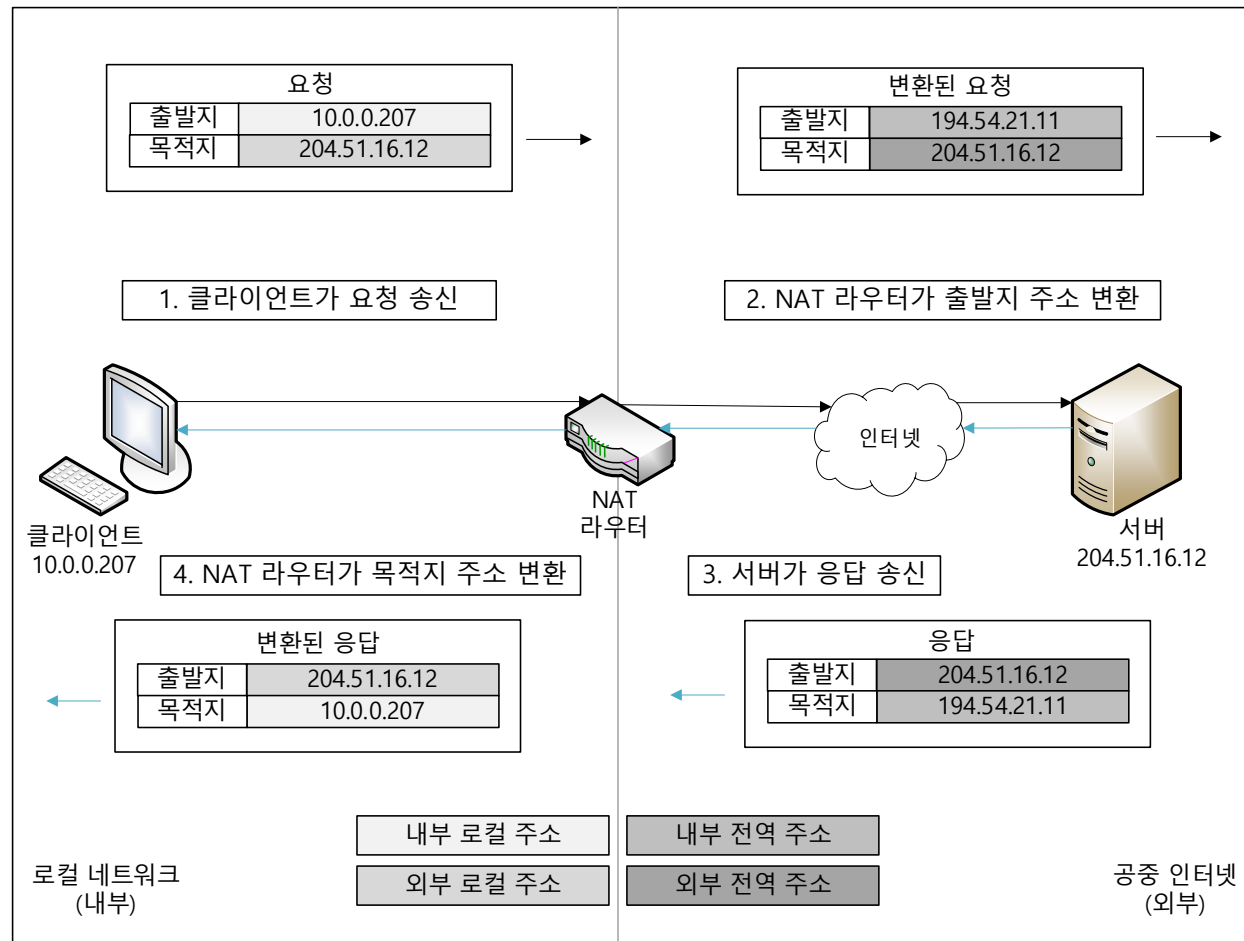 요청
출발지 10.0.0.207
목적지 204.51.16.12
변환된 요청
출발지 194.54.21.11
목적지 204.51.16.12
1. 클라이언트가 요청 송신
2. NAT 라우터가 출발지 주소 변환
인터넷
NAT
라우터
클라이언트
10.0.0.207
서버
204.51.16.12
4. NAT 라우터가 목적지 주소 변환
3. 서버가 응답 송신
변환된 응답
출발지 204.51.16.12
목적지 10.0.0.207
응답
출발지 204.51.16.12
목적지 194.54.21.11
내부 로컬 주소
내부 전역 주소
외부 로컬 주소
외부 전역 주소
로컬 네트워크
(내부)
공중 인터넷
(외부)